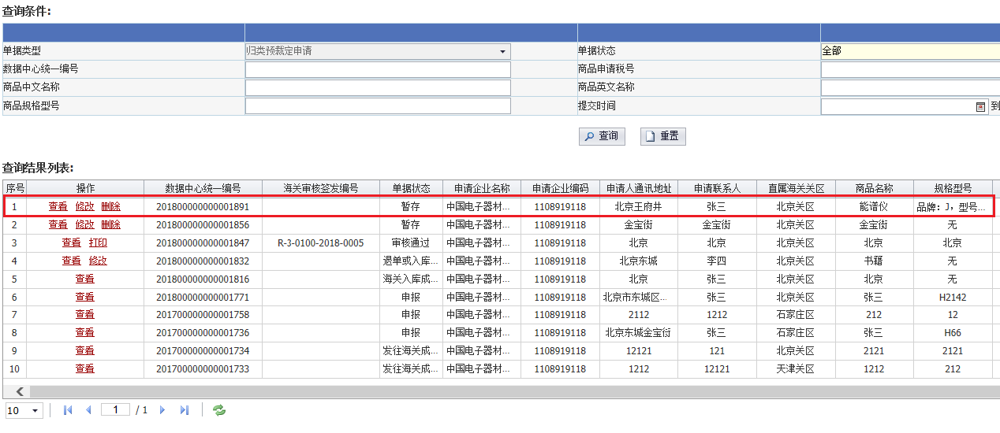 查询条件:
单据类型 归类预裁定申请 单据状态 全部
数据中心统一编号 商品申请税号
商品中文名称 商品英文名称
商品规格型号 提交时间 到
查询 重置
查询结果列表:
序号 操作 数据中心统一编号 海关审核签发编号 单据状态 申请企业名称 申请企业编码 申请人通讯地址 申请联系人 直属海关关区 商品名称 规格型号
1 查看 修改 删除 201800000000001891 暂存 中国电子器材... 1108919118 北京王府井 张三 北京关区 能谱仪 品牌：J，型号...
2 查看 修改 删除 201800000000001856 暂存 中国电子器材... 1108919118 金宝街 金宝街 北京关区 金宝街 无
3 查看 打印 201800000000001847 R-3-0100-2018-0005 审核通过 中国电子器材... 1108919118 北京 北京 北京关区 北京 北京
4 查看 修改 201800000000001832 退单或入库... 中国电子器材... 1108919118 北京东城 李四 北京关区 书籍 无
5 查看 201800000000001816 海关入库成... 中国电子器材... 1108919118 北京 张三 北京关区 北京 无
6 查看 201800000000001771 申报 中国电子器材... 1108919118 北京市东城区... 张三 北京关区 张三 H2142
7 查看 201700000000001758 申报 中国电子器材... 1108919118 2112 1212 石家庄区 212 12
8 查看 201700000000001736 申报 中国电子器材... 1108919118 北京东城金宝街 张三 石家庄区 张三 H66
9 查看 201700000000001734 发往海关成... 中国电子器材... 1108919118 12121 121 北京关区 2121 2121
10 查看 201700000000001733 发往海关成... 中国电子器材... 1108919118 1212 12121 天津关区 1212 212
10 1 / 1